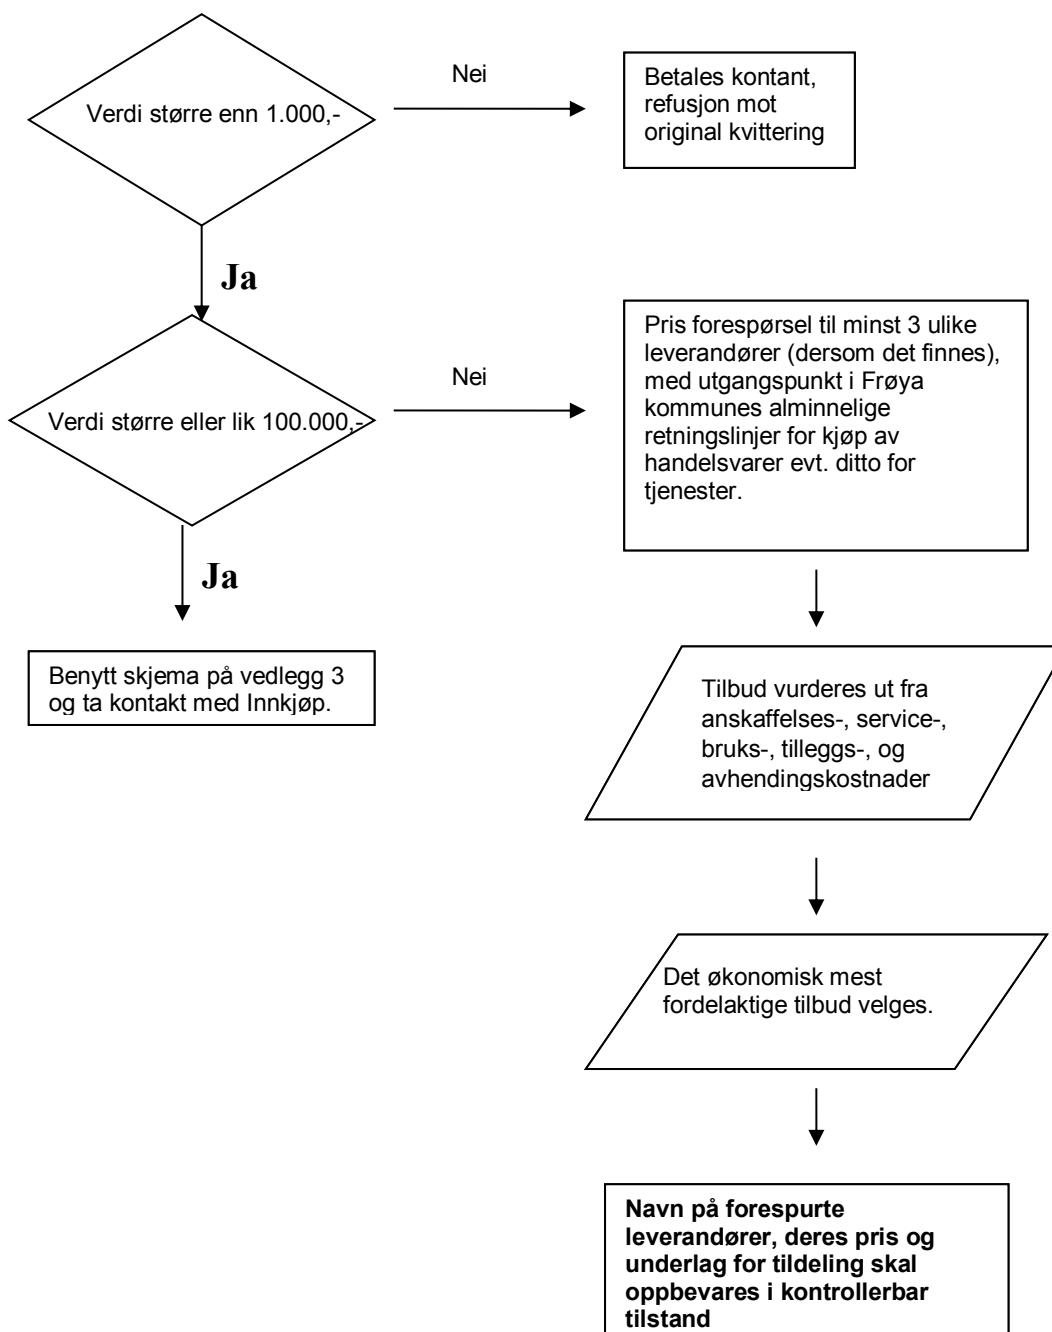 Verdi større enn 1.000,-
Nei
Betales kontant,
refusjon mot
original kvittering
Ja
Verdi større eller lik 100.000,-
Nei
Pris forespørsel til minst 3 ulike
leverandører (dersom det finnes),
med utgangspunkt i Frøya
kommunes alminnelige
retningslinjer for kjøp av
handelsvarer evt. ditto for
tjenester.
Ja
Benytt skjema på vedlegg 3
og ta kontakt med Innkjøp.
Tilbud vurderes ut fra
anskaffelses-, service-,
bruks-, tilleggs-, og
avhendingskostnader
Det økonomisk mest
fordelaktige tilbud velges.
Navn på forespurte
leverandører, deres pris og
underlag for tildeling skal
oppbevares i kontrollerbar
tilstand